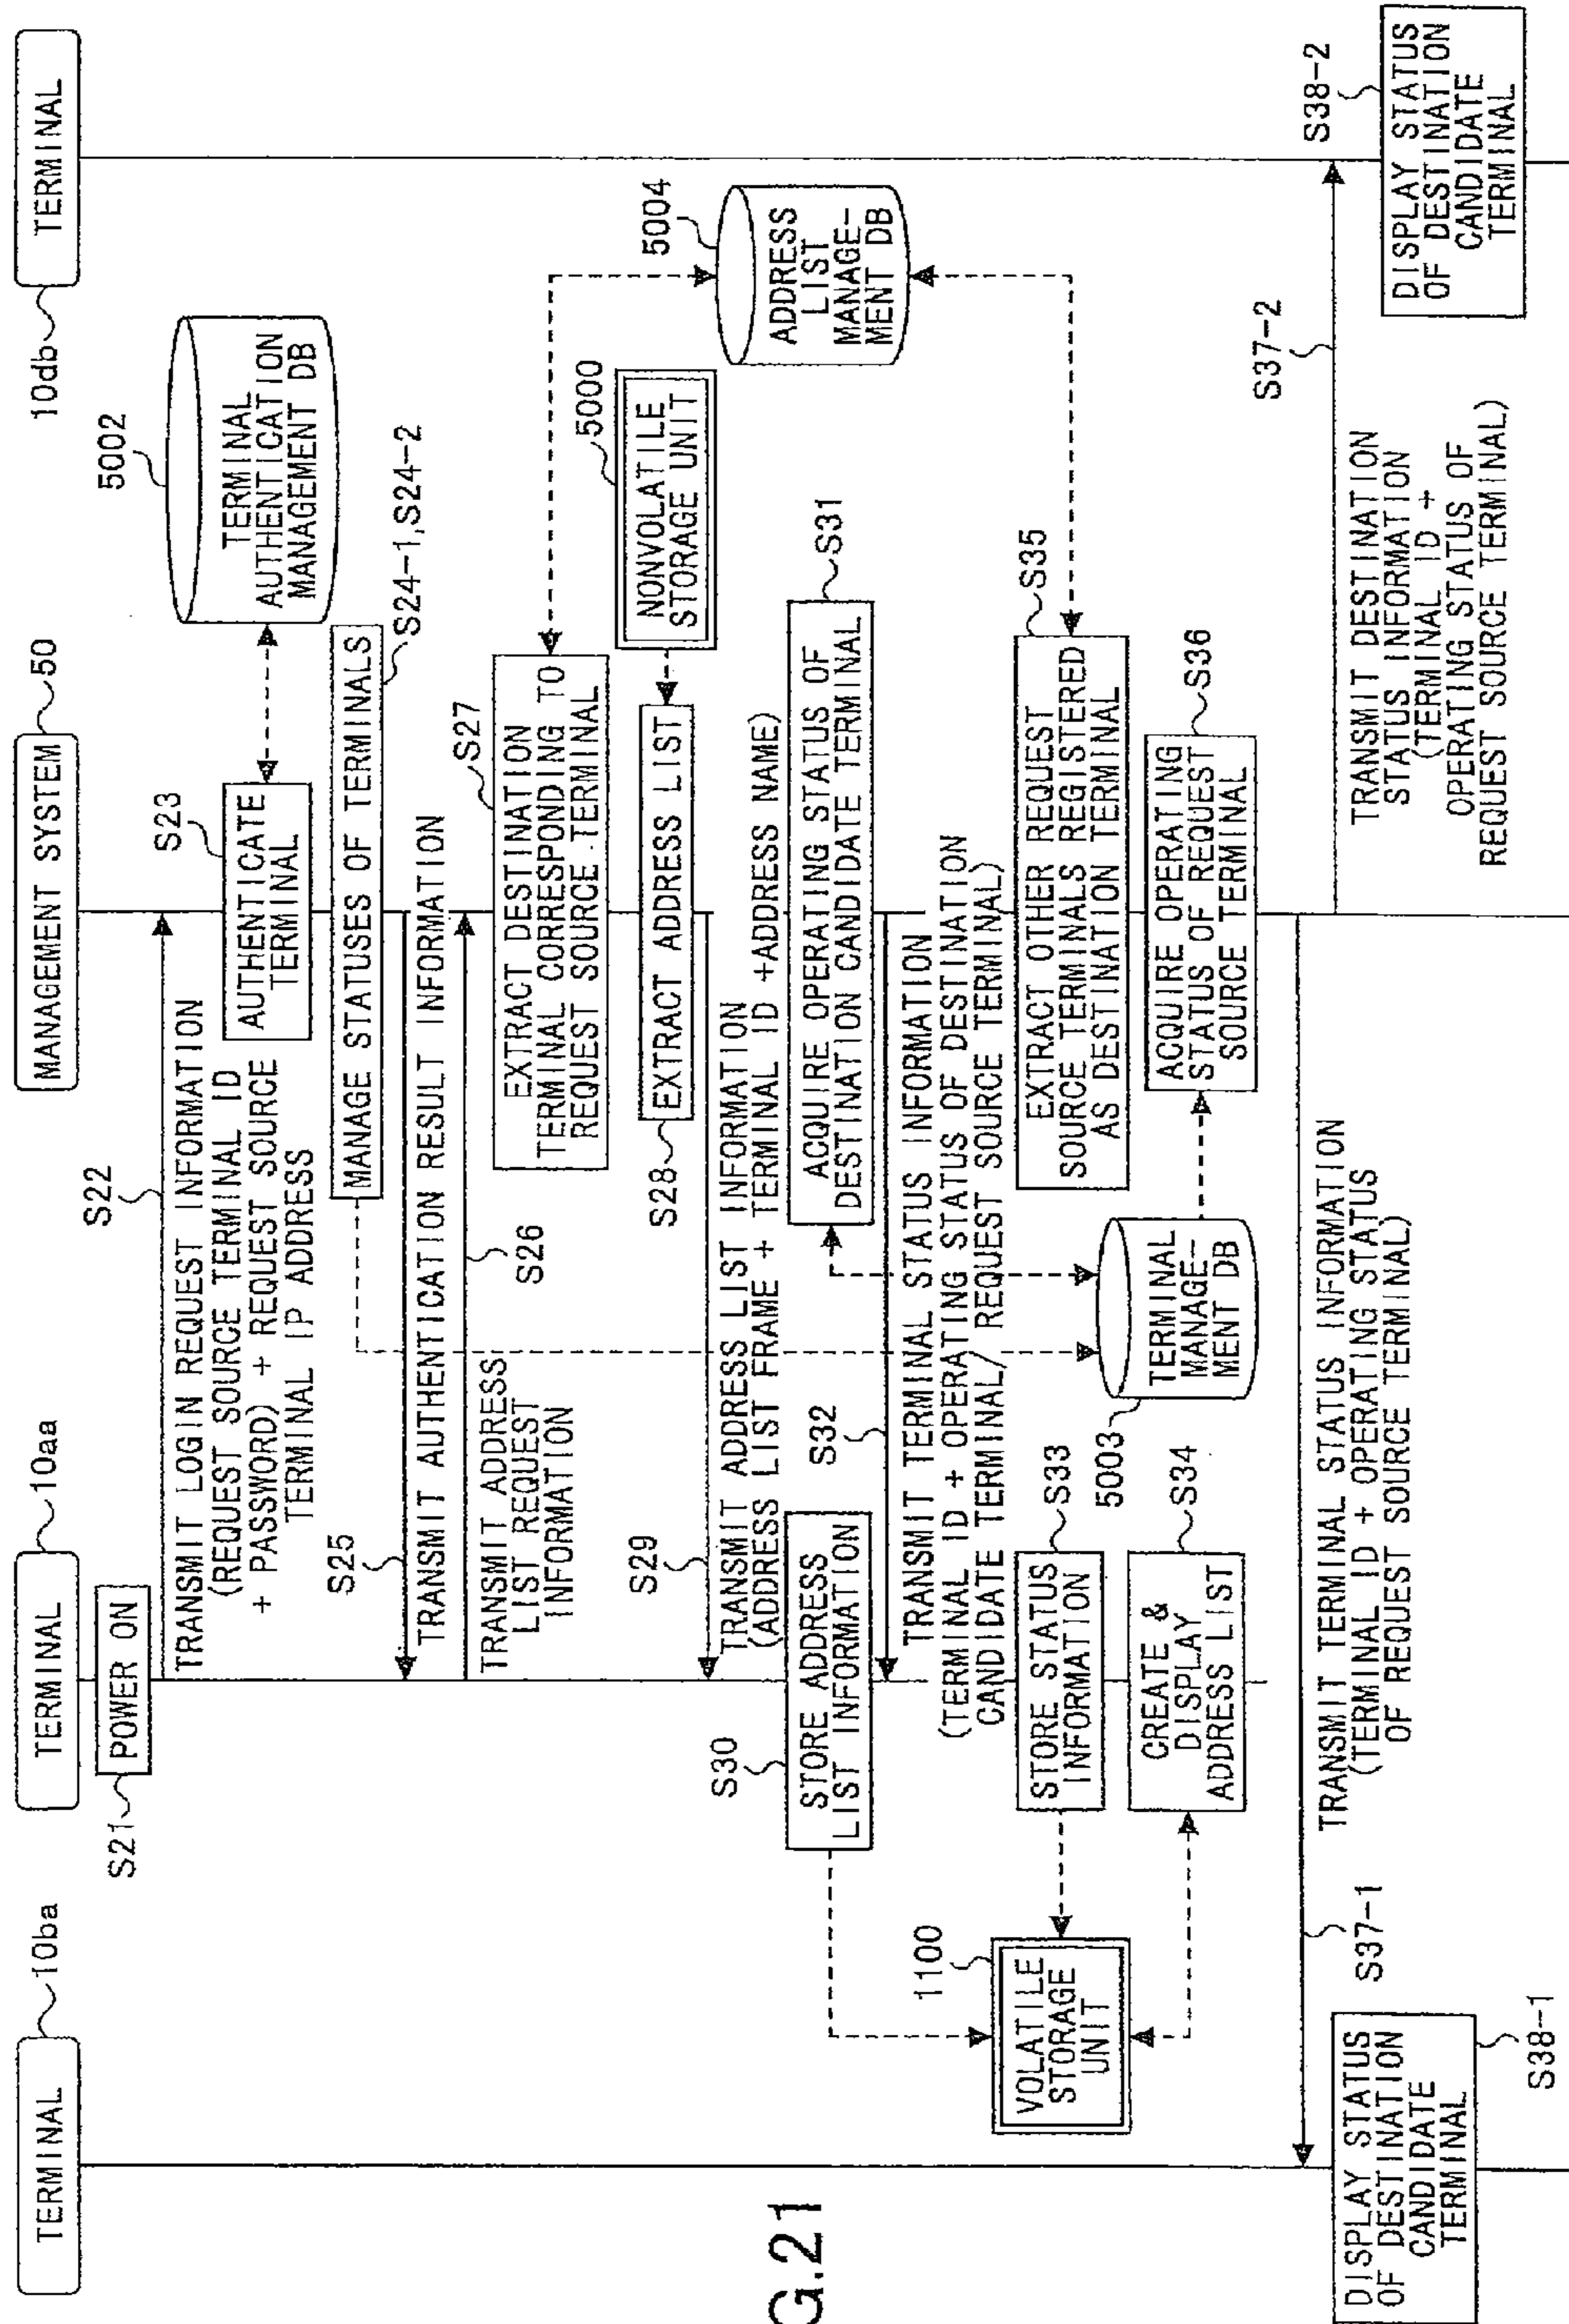 TERMINAL
10ba
TERMINAL
10aa
MANAGEMENT SYSTEM
50
TERMINAL
10db
S21
POWER ON
S22
TRANSMIT LOGIN REQUEST INFORMATION
(REQUEST SOURCE TERMINAL ID
+ PASSWORD) + REQUEST SOURCE
TERMINAL IP ADDRESS
S23
AUTHENTICATE
TERMINAL
5002
TERMINAL
AUTHENTICATION
MANAGEMENT DB
MANAGE STATUSES OF TERMINALS
S24-1,S24-2
S25
TRANSMIT AUTHENTICATION RESULT INFORMATION
S26
TRANSMIT ADDRESS
LIST REQUEST
INFORMATION
S27
EXTRACT DESTINATION
TERMINAL CORRESPONDING TO
REQUEST SOURCE TERMINAL
5004
ADDRESS
LIST
MANAGE-
MENT DB
5000
NONVOLATILE
STORAGE UNIT
S28
EXTRACT ADDRESS LIST
S29
TRANSMIT ADDRESS LIST INFORMATION
(ADDRESS LIST FRAME + TERMINAL ID +ADDRESS NAME)
S30
STORE ADDRESS
LIST INFORMATION
S31
ACQUIRE OPERATING STATUS OF
DESTINATION CANDIDATE TERMINAL
S32
TRANSMIT TERMINAL STATUS INFORMATION
(TERMINAL ID + OPERATING STATUS OF DESTINATION
CANDIDATE TERMINAL/ REQUEST SOURCE TERMINAL)
1100
VOLATILE
STORAGE
UNIT
S33
STORE STATUS
INFORMATION
S34
CREATE &
DISPLAY
ADDRESS LIST
5003
TERMINAL
MANAGE-
MENT DB
S35
EXTRACT OTHER REQUEST
SOURCE TERMINALS REGISTERED
AS DESTINATION TERMINAL
S36
ACQUIRE OPERATING
STATUS OF REQUEST
SOURCE TERMINAL
S37-1
TRANSMIT TERMINAL STATUS INFORMATION
(TERMINAL ID + OPERATING STATUS
OF REQUEST SOURCE TERMINAL)
S37-2
TRANSMIT DESTINATION
STATUS INFORMATION
(TERMINAL ID +
OPERATING STATUS OF
REQUEST SOURCE TERMINAL)
DISPLAY STATUS
OF DESTINATION
CANDIDATE
TERMINAL
S38-1
DISPLAY STATUS
OF DESTINATION
CANDIDATE
TERMINAL
S38-2
G.21